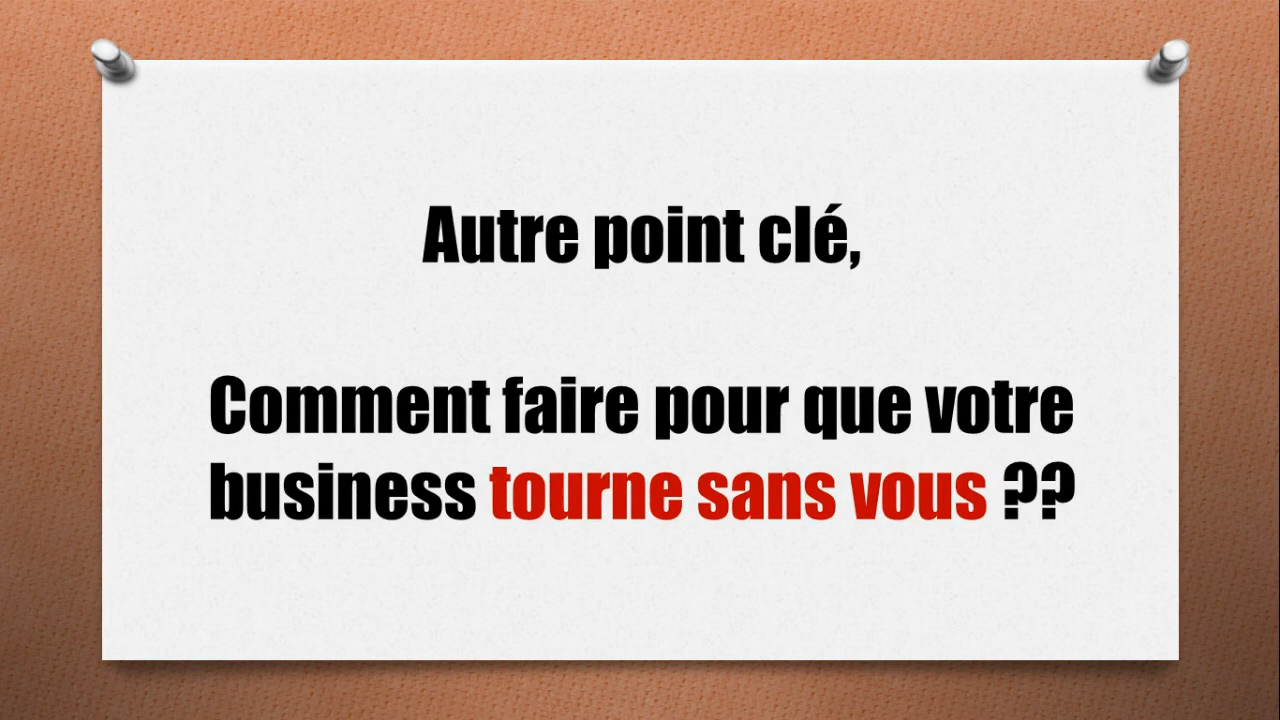 Autre point clé,
Comment faire pour que votre
business tourne sans vous ??